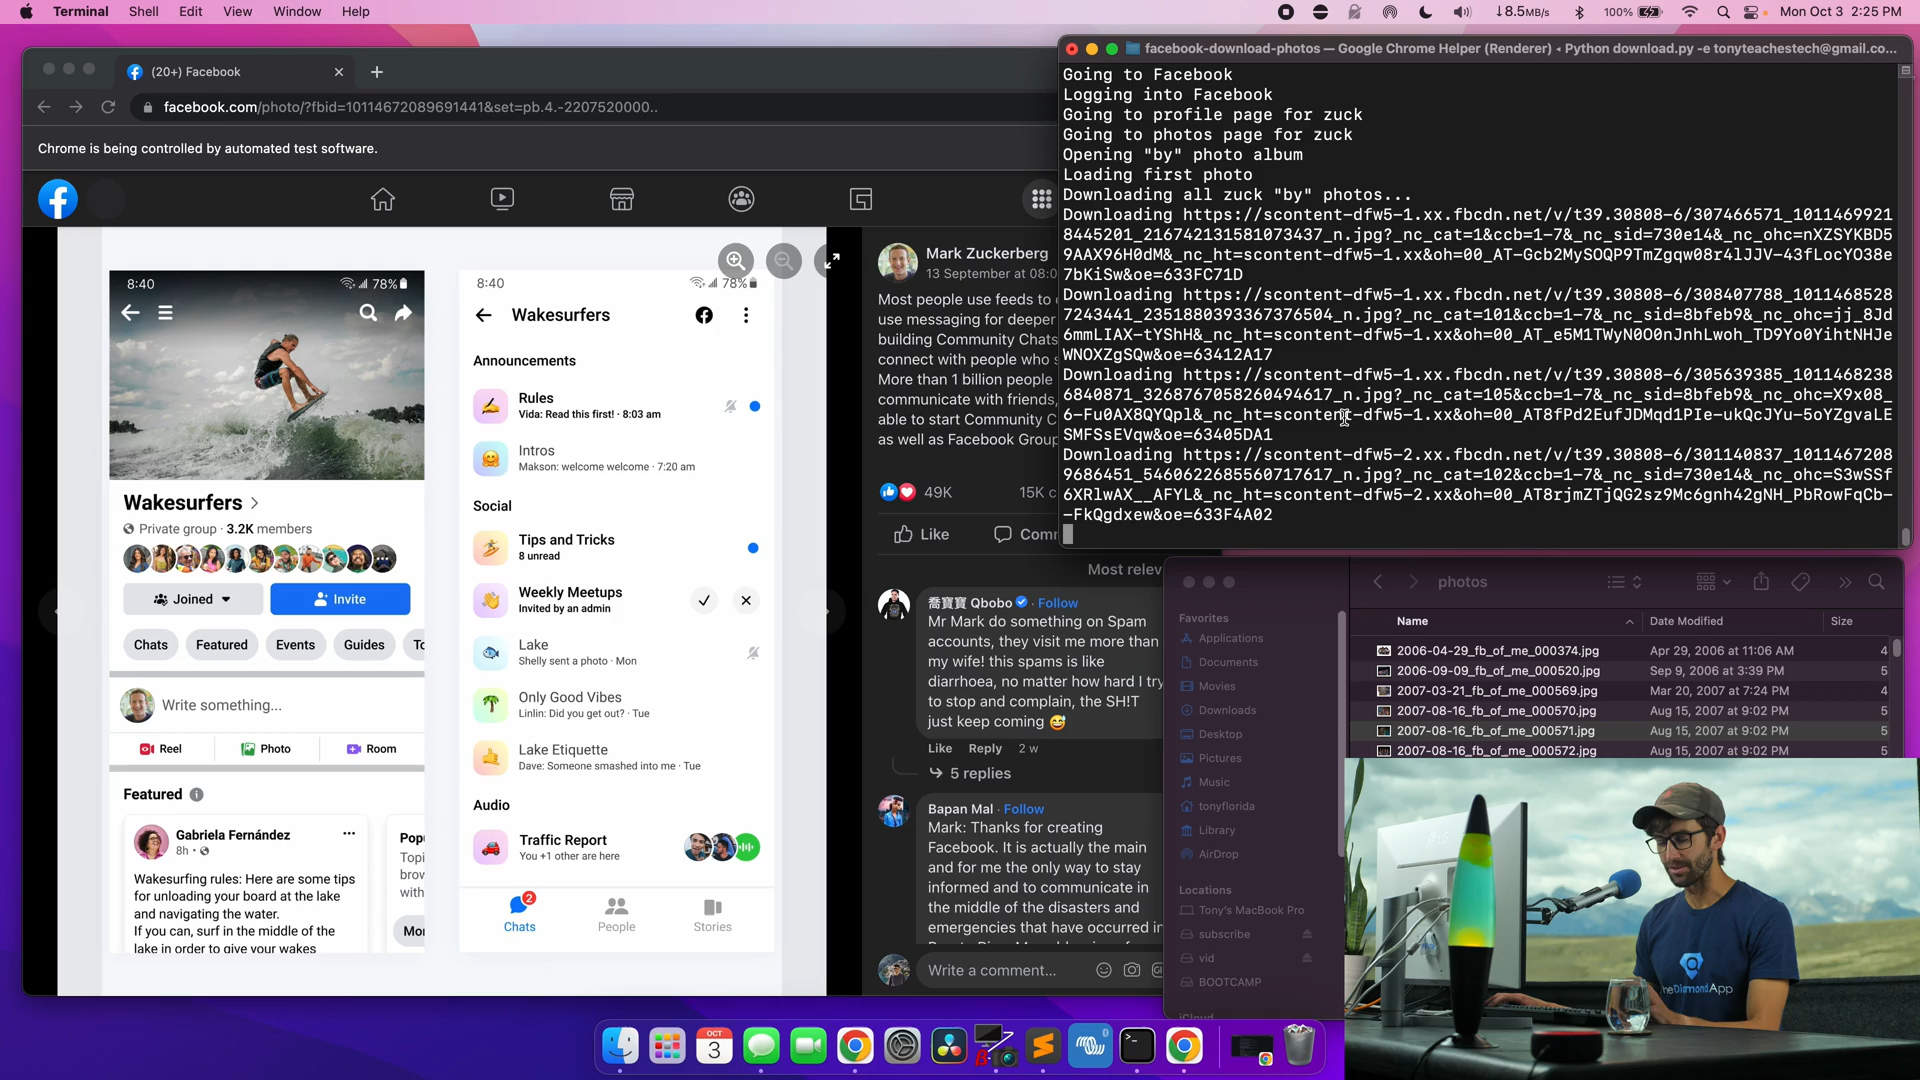 Terminal Shell Edit View Window Help
↓8.5MB/s 100% Mon Oct 3 2:25 PM
(20+) Facebook
facebook.com/photo/?fbid=10114672089691441&set=pb.4.-2207520000..
Chrome is being controlled by automated test software.
8:40 78%
Wakesurfers
Private group · 3.2K members
Joined Invite
Chats Featured Events Guides To
Write something...
Reel Photo Room
Featured
Gabriela Fernández
8h
Wakesurfing rules: Here are some tips
for unloading your board at the lake
and navigating the water.
If you can, surf in the middle of the
lake in order to give your wakes
Popu
Topi
brow
with
Mor
8:40 78%
Wakesurfers
Announcements
Rules
Vida: Read this first! · 8:03 am
Intros
Makson: welcome welcome · 7:20 am
Social
Tips and Tricks
8 unread
Weekly Meetups
Invited by an admin
Lake
Shelly sent a photo · Mon
Only Good Vibes
Linlin: Did you get out? · Tue
Lake Etiquette
Dave: Someone smashed into me · Tue
Audio
Traffic Report
You +1 other are here
2
Chats People Stories
Mark Zuckerberg
13 September at 08:0
Most people use feeds to
use messaging for deeper
building Community Chats
connect with people who s
More than 1 billion people
communicate with friends,
able to start Community C
as well as Facebook Group
49K 15K c
Like Comm
Most relev
喬寶寶 Qbobo · Follow
Mr Mark do something on Spam
accounts, they visit me more than
my wife! this spams is like
diarrhoea, no matter how hard I try
to stop and complain, the SH!T
just keep coming 😅
Like Reply 2 w
5 replies
Bapan Mal · Follow
Mark: Thanks for creating
Facebook. It is actually the main
and for me the only way to stay
informed and to communicate in
the middle of the disasters and
emergencies that have occurred in
Write a comment...
facebook-download-photos — Google Chrome Helper (Renderer) ◂ Python download.py -e tonyteachestech@gmail.co...
Going to Facebook
Logging into Facebook
Going to profile page for zuck
Going to photos page for zuck
Opening "by" photo album
Loading first photo
Downloading all zuck "by" photos...
Downloading https://scontent-dfw5-1.xx.fbcdn.net/v/t39.30808-6/307466571_1011469921
8445201_216742131581073437_n.jpg?_nc_cat=1&ccb=1-7&_nc_sid=730e14&_nc_ohc=nXZSYKBD5
9AAX96H0dM&_nc_ht=scontent-dfw5-1.xx&oh=00_AT-Gcb2MySOQP9TmZgqw08r4lJJV-43fLocYO38e
7bKiSw&oe=633FC71D
Downloading https://scontent-dfw5-1.xx.fbcdn.net/v/t39.30808-6/308407788_1011468528
7243441_2351880393367376504_n.jpg?_nc_cat=101&ccb=1-7&_nc_sid=8bfeb9&_nc_ohc=jj_8Jd
6mmLIAX-tYShH&_nc_ht=scontent-dfw5-1.xx&oh=00_AT_e5M1TWyN0O0nJnhLwoh_TD9Yo0YihtNHJe
WNOXZgSQw&oe=63412A17
Downloading https://scontent-dfw5-1.xx.fbcdn.net/v/t39.30808-6/305639385_1011468238
6840871_3268767058260494617_n.jpg?_nc_cat=105&ccb=1-7&_nc_sid=8bfeb9&_nc_ohc=X9x08_
6-Fu0AX8QYQpl&_nc_ht=scontent-dfw5-1.xx&oh=00_AT8fPd2EufJDMqd1PIe-ukQcJYu-5oYZgvaLE
SMFSsEVqw&oe=63405DA1
Downloading https://scontent-dfw5-2.xx.fbcdn.net/v/t39.30808-6/301140837_1011467208
9686451_5460622685560717617_n.jpg?_nc_cat=102&ccb=1-7&_nc_sid=730e14&_nc_ohc=S3wSSf
6XRlwAX__AFYL&_nc_ht=scontent-dfw5-2.xx&oh=00_AT8rjmZTjQG2sz9Mc6gnh42gNH_PbRowFqCb-
-FkQgdxew&oe=633F4A02
photos
Favorites
Applications
Documents
Movies
Downloads
Desktop
Pictures
Music
tonyflorida
Library
AirDrop
Locations
Tony's MacBook Pro
subscribe
vid
BOOTCAMP
iCloud
Name Date Modified Size
2006-04-29_fb_of_me_000374.jpg Apr 29, 2006 at 11:06 AM 4
2006-09-09_fb_of_me_000520.jpg Sep 9, 2006 at 3:39 PM 5
2007-03-21_fb_of_me_000569.jpg Mar 20, 2007 at 7:24 PM 4
2007-08-16_fb_of_me_000570.jpg Aug 15, 2007 at 9:02 PM 5
2007-08-16_fb_of_me_000571.jpg Aug 15, 2007 at 9:02 PM 5
2007-08-16_fb_of_me_000572.jpg Aug 15, 2007 at 9:02 PM 5
OCT
3
neDiamondApp